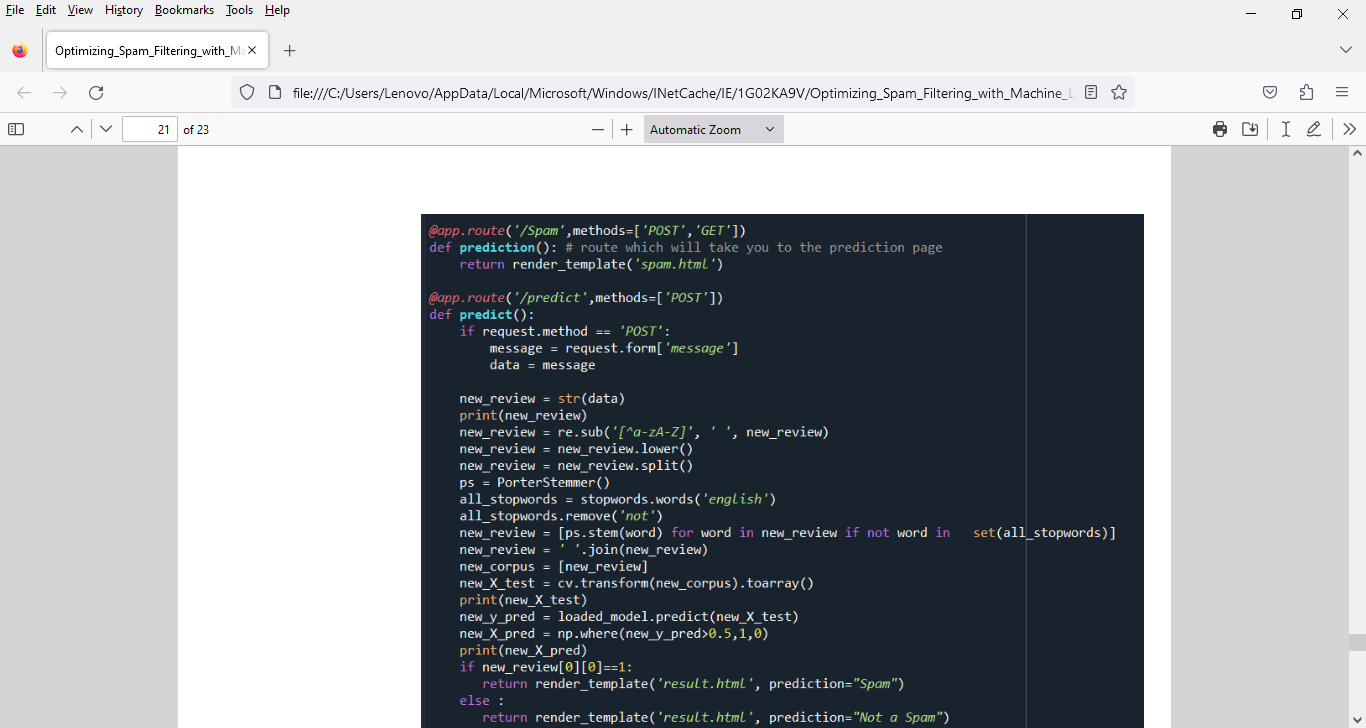 File Edit View History Bookmarks Tools Help
Optimizing_Spam_Filtering_with_Ma
file:///C:/Users/Lenovo/AppData/Local/Microsoft/Windows/INetCache/IE/1G02KA9V/Optimizing_Spam_Filtering_with_Machine_L
21 of 23
Automatic Zoom
@app.route('/Spam',methods=['POST','GET'])
def prediction(): # route which will take you to the prediction page
    return render_template('spam.html')
@app.route('/predict',methods=['POST'])
def predict():
    if request.method == 'POST':
        message = request.form['message']
        data = message
    new_review = str(data)
    print(new_review)
    new_review = re.sub('[^a-zA-Z]', ' ', new_review)
    new_review = new_review.lower()
    new_review = new_review.split()
    ps = PorterStemmer()
    all_stopwords = stopwords.words('english')
    all_stopwords.remove('not')
    new_review = [ps.stem(word) for word in new_review if not word in   set(all_stopwords)]
    new_review = ' '.join(new_review)
    new_corpus = [new_review]
    new_X_test = cv.transform(new_corpus).toarray()
    print(new_X_test)
    new_y_pred = loaded_model.predict(new_X_test)
    new_X_pred = np.where(new_y_pred>0.5,1,0)
    print(new_X_pred)
    if new_review[0][0]==1:
       return render_template('result.html', prediction="Spam")
    else :
       return render_template('result.html', prediction="Not a Spam")